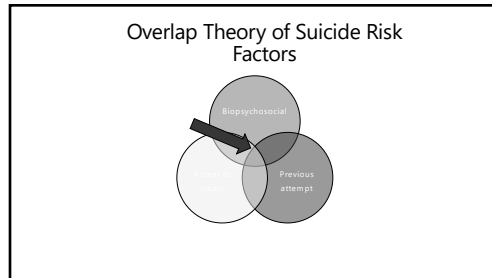 Overlap Theory of Suicide Risk
Factors
Biopsychosocial
Previous
attempt